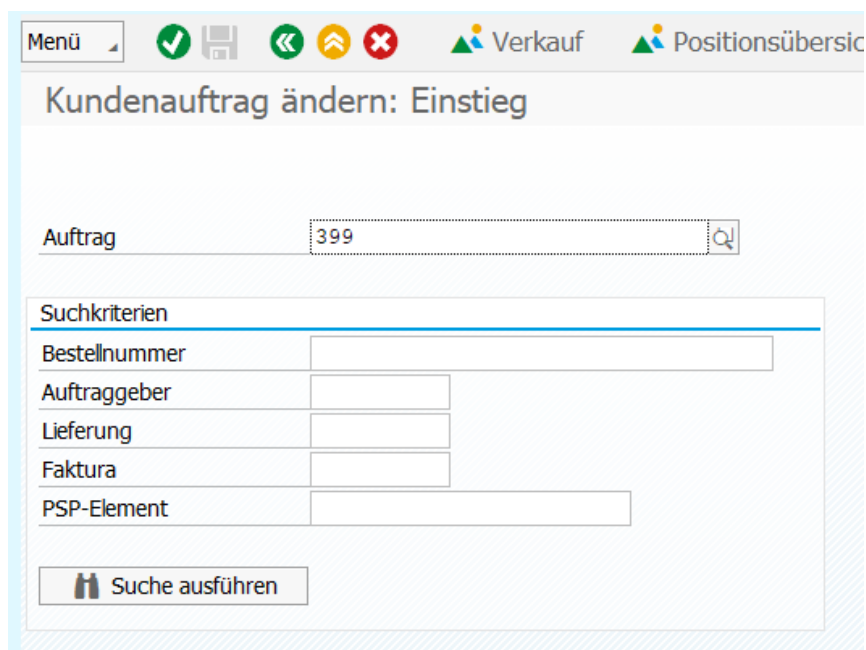 Menü Verkauf Positionsübersic
Kundenauftrag ändern: Einstieg
Auftrag 399
Suchkriterien
Bestellnummer
Auftraggeber
Lieferung
Faktura
PSP-Element
Suche ausführen